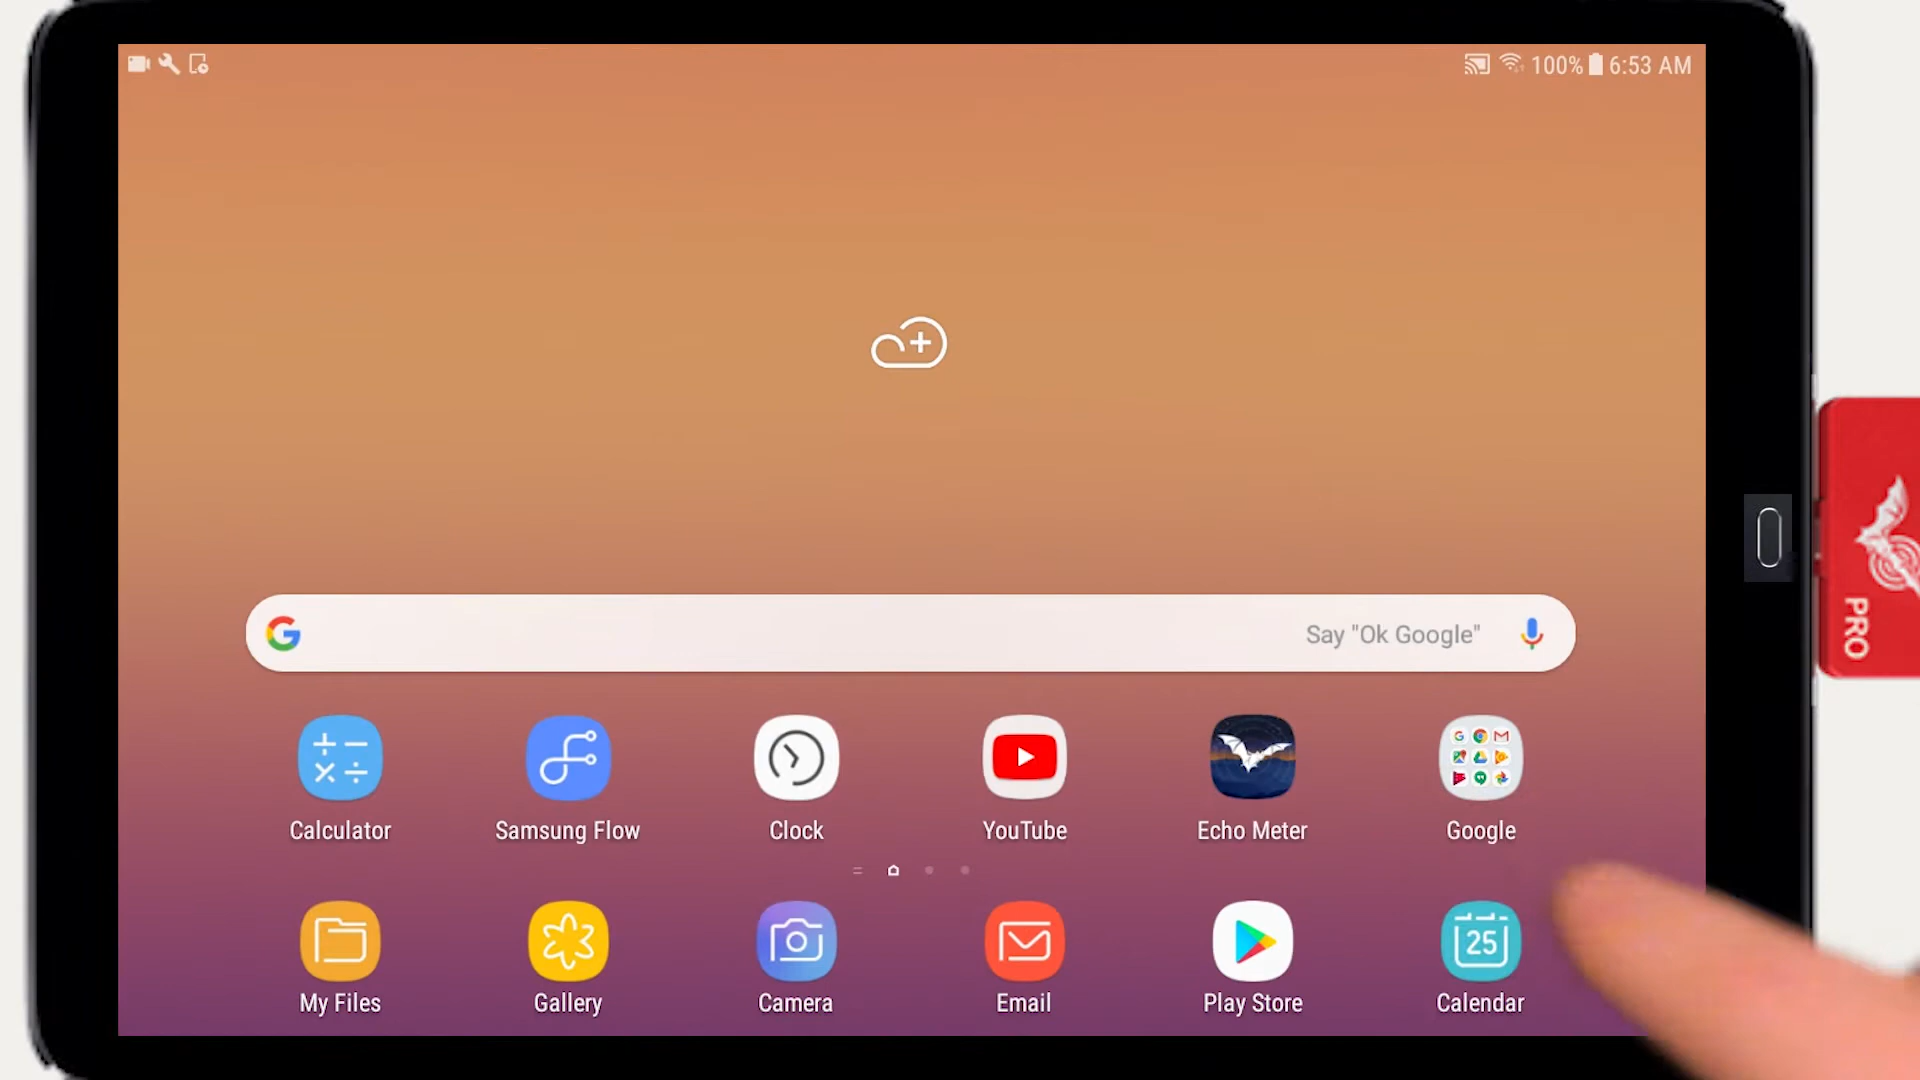 100% 6:53 AM
Say "Ok Google"
Calculator
Samsung Flow
Clock
YouTube
Echo Meter
Google
My Files
Gallery
Camera
Email
Play Store
25
Calendar
PRO